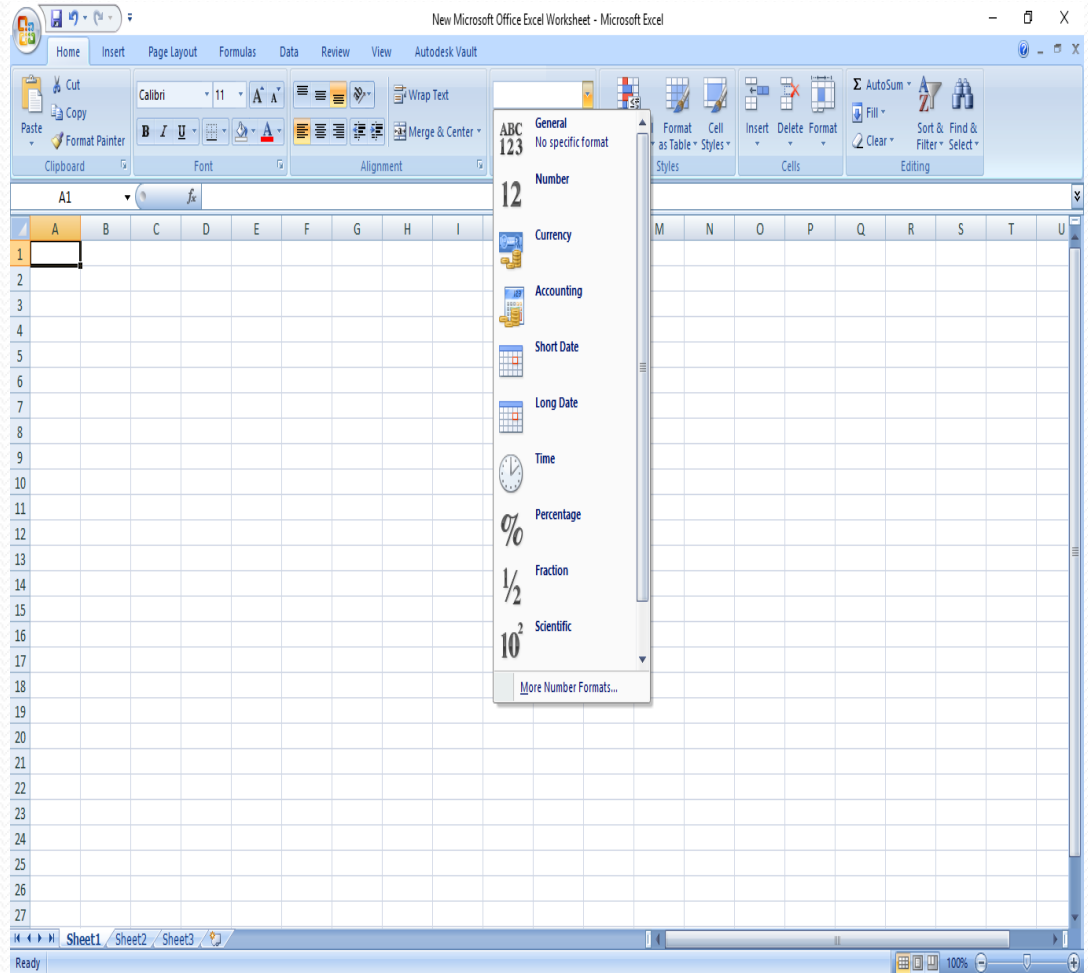 New Microsoft Office Excel Worksheet - Microsoft Excel
Home Insert Page Layout Formulas Data Review View Autodesk Vault
Cut
Copy
Format Painter
Paste
Clipboard
Calibri 11 A A
B I U A
Font
Wrap Text
Merge & Center
Alignment
Format as Table
Cell Styles
Styles
Insert Delete Format
Cells
Σ AutoSum
Fill
Clear
Sort & Filter
Find & Select
Editing
A1 fx
A B C D E F G H I M N O P Q R S T U
1
2
3
4
5
6
7
8
9
10
11
12
13
14
15
16
17
18
19
20
21
22
23
24
25
26
27
ABC 123 General
No specific format
12 Number
Currency
Accounting
Short Date
Long Date
Time
% Percentage
1/2 Fraction
10² Scientific
More Number Formats...
Sheet1 Sheet2 Sheet3
Ready 100%